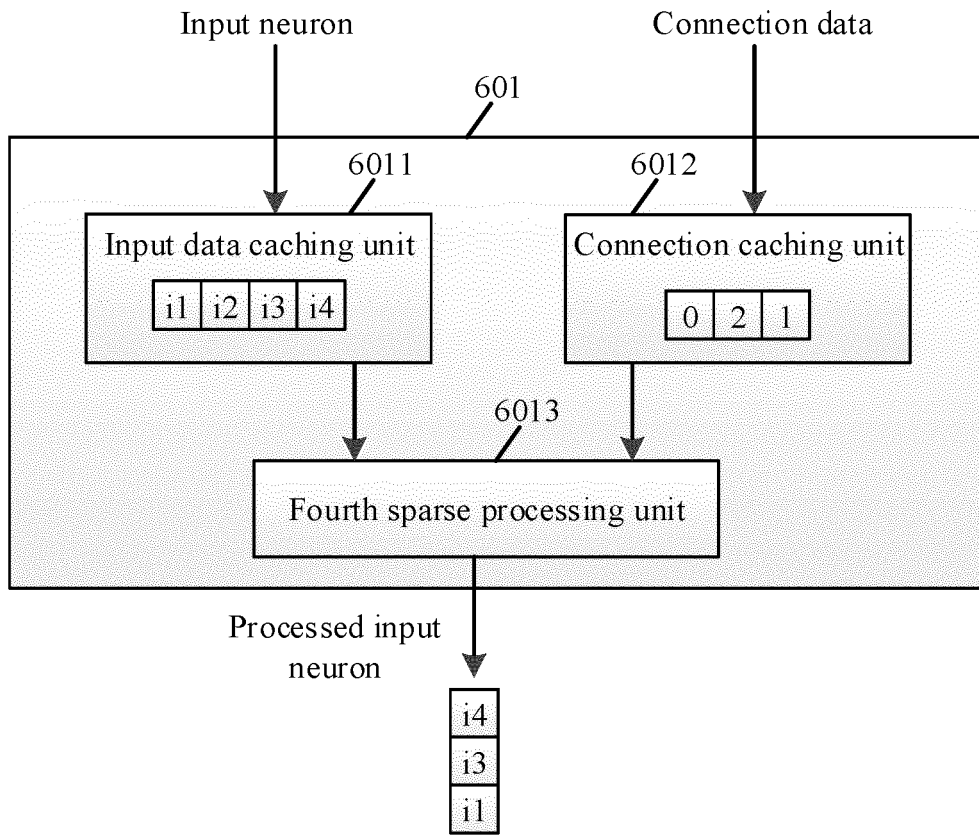 Input neuron
Connection data
601
6011
6012
Input data caching unit
i1 i2 i3 i4
Connection caching unit
0 2 1
6013
Fourth sparse processing unit
Processed input
neuron
i4
i3
i1